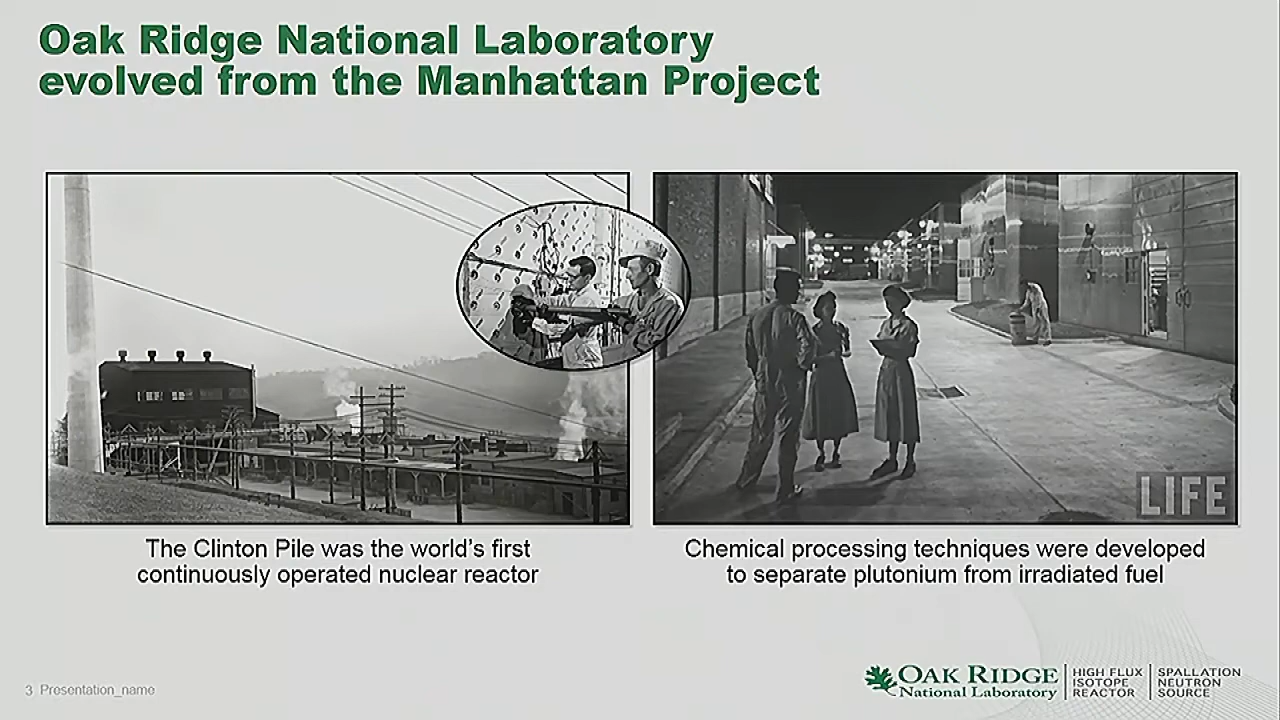 Oak Ridge National Laboratory
evolved from the Manhattan Project
LIFE
The Clinton Pile was the world's first
continuously operated nuclear reactor
Chemical processing techniques were developed
to separate plutonium from irradiated fuel
3 Presentation_name
OAK RIDGE
National Laboratory
HIGH FLUX
ISOTOPE
REACTOR
SPALLATION
NEUTRON
SOURCE